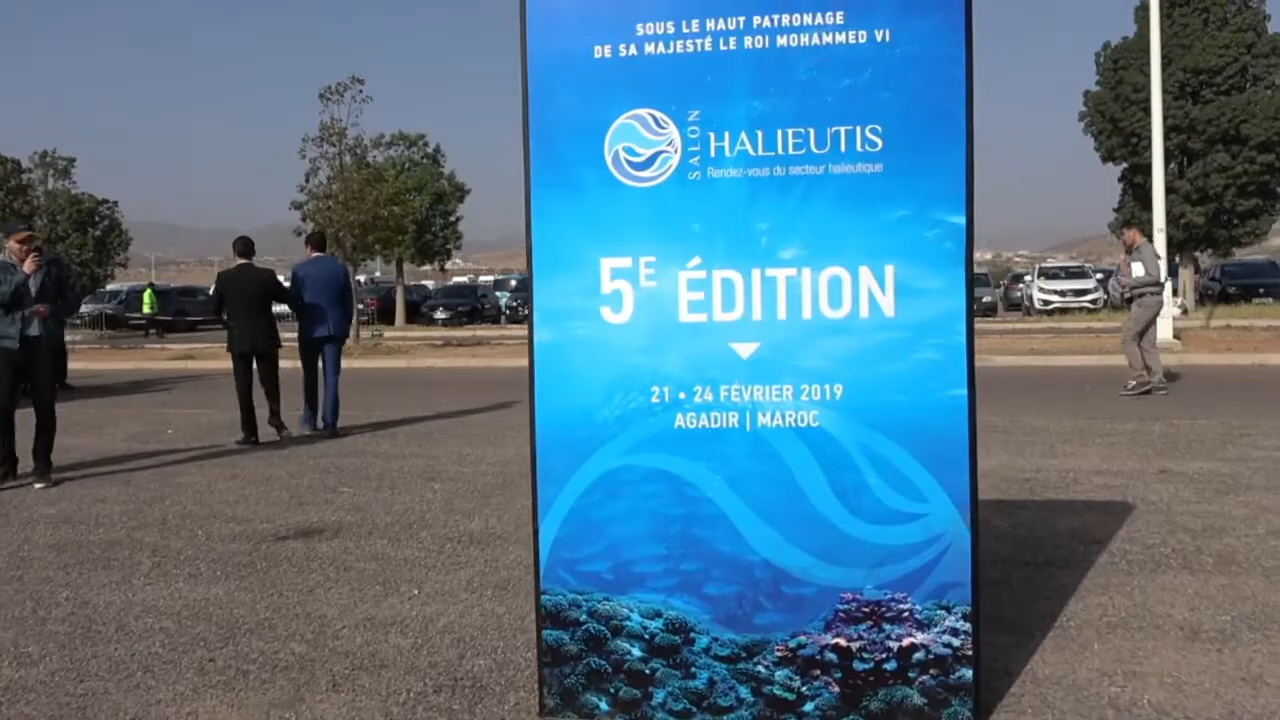 SOUS LE HAUT PATRONAGE
DE SA MAJESTÉ LE ROI MOHAMMED VI
SALON
HALIEUTIS
Rendez-vous du secteur halieutique
5E ÉDITION
21 • 24 FÉVRIER 2019
AGADIR | MAROC